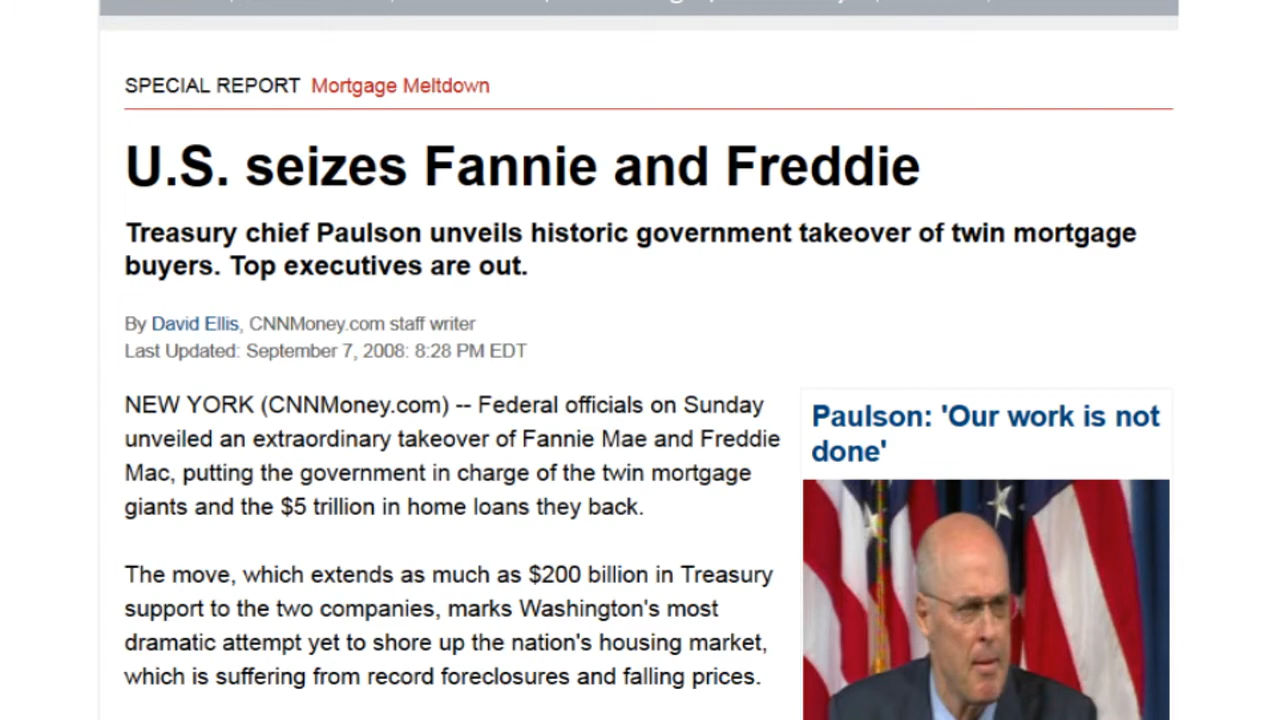 SPECIAL REPORT Mortgage Meltdown
U.S. seizes Fannie and Freddie
Treasury chief Paulson unveils historic government takeover of twin mortgage
buyers. Top executives are out.
By David Ellis, CNNMoney.com staff writer
Last Updated: September 7, 2008: 8:28 PM EDT
NEW YORK (CNNMoney.com) -- Federal officials on Sunday
unveiled an extraordinary takeover of Fannie Mae and Freddie
Mac, putting the government in charge of the twin mortgage
giants and the $5 trillion in home loans they back.
The move, which extends as much as $200 billion in Treasury
support to the two companies, marks Washington's most
dramatic attempt yet to shore up the nation's housing market,
which is suffering from record foreclosures and falling prices.
Paulson: 'Our work is not
done'